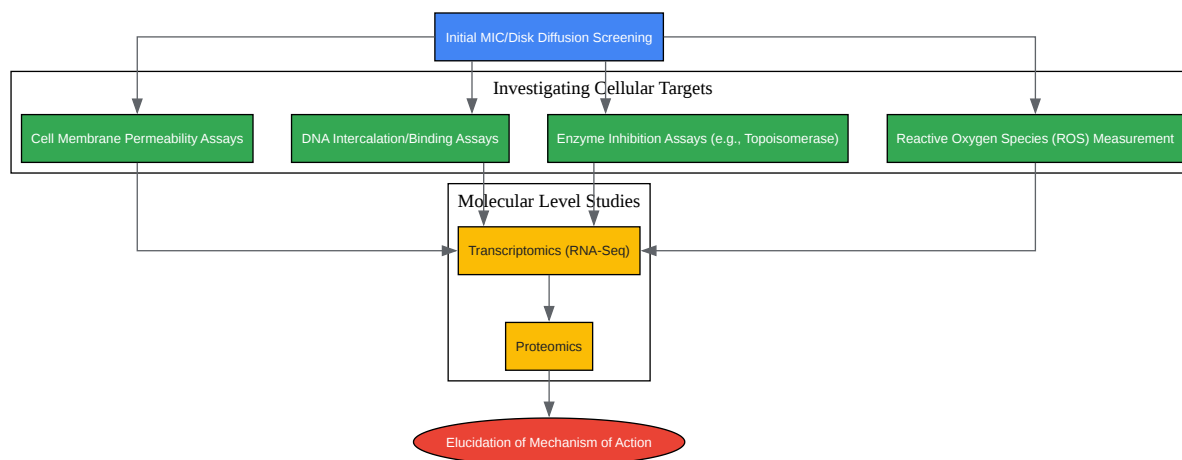 Initial MIC/Disk Diffusion Screening
Investigating Cellular Targets
Cell Membrane Permeability Assays
DNA Intercalation/Binding Assays
Enzyme Inhibition Assays (e.g., Topoisomerase)
Reactive Oxygen Species (ROS) Measurement
Molecular Level Studies
Transcriptomics (RNA-Seq)
Proteomics
Elucidation of Mechanism of Action